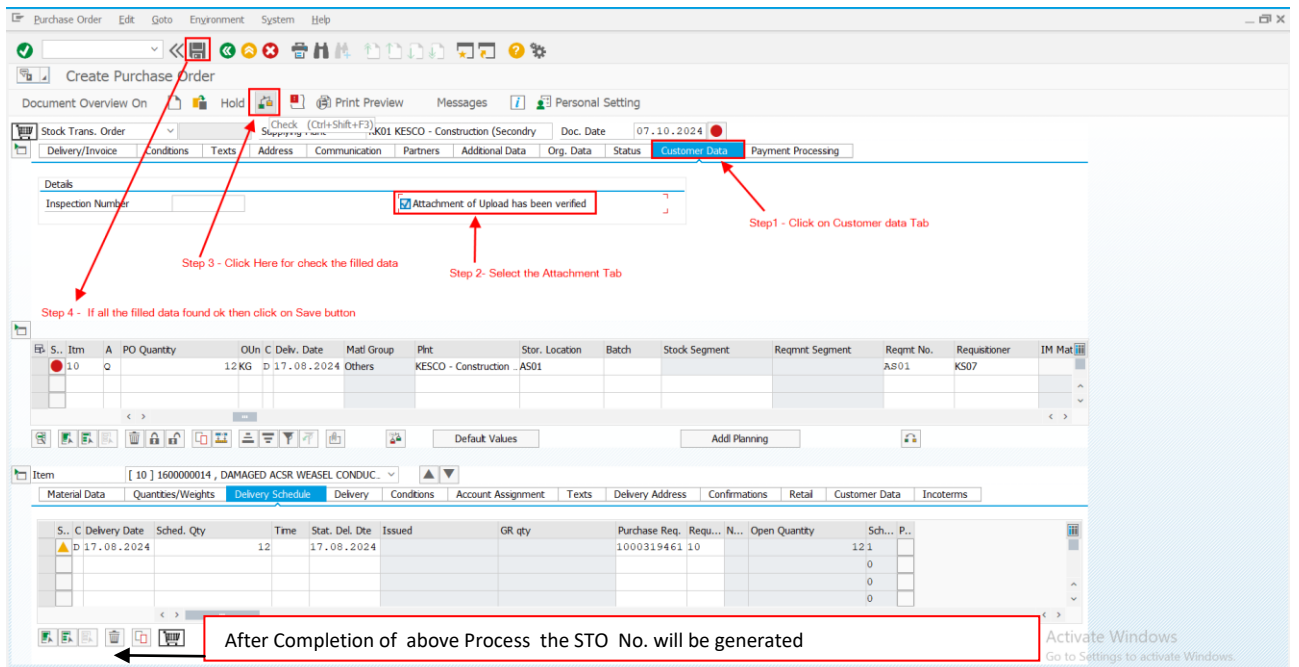 Purchase Order Edit Goto Environment System Help
Create Purchase Order
Document Overview On Hold Print Preview Messages Personal Setting
Check (Ctrl+Shift+F3)
Stock Trans. Order KESCO - Construction (Secondry Doc. Date 07.10.2024
Delivery/Invoice Conditions Texts Address Communication Partners Additional Data Org. Data Status Customer Data Payment Processing
Details
Inspection Number Attachment of Upload has been verified
Step1 - Click on Customer data Tab
Step 3 - Click Here for check the filled data
Step 2- Select the Attachment Tab
Step 4 - If all the filled data found ok then click on Save button
S.. Itm A PO Quantity OUn C Deliv. Date Matl Group Plnt Stor. Location Batch Stock Segment Reqmnt Segment Reqmt No. Requisitioner IM Mat
10 Q 12 KG D 17.08.2024 Others KESCO - Construction .. AS01 AS01 KS07
Default Values Addl Planning
Item [ 10 ] 1600000014 , DAMAGED ACSR WEASEL CONDUC..
Material Data Quantities/Weights Delivery Schedule Delivery Conditions Account Assignment Texts Delivery Address Confirmations Retail Customer Data Incoterms
S.. C Delivery Date Sched. Qty Time Stat. Del. Dte Issued GR qty Purchase Req. Requ... N... Open Quantity Sch... P...
D 17.08.2024 12 17.08.2024 1000319461 10 12 1
0
0
0
After Completion of above Process the STO No. will be generated
Activate Windows
Go to Settings to activate Windows.